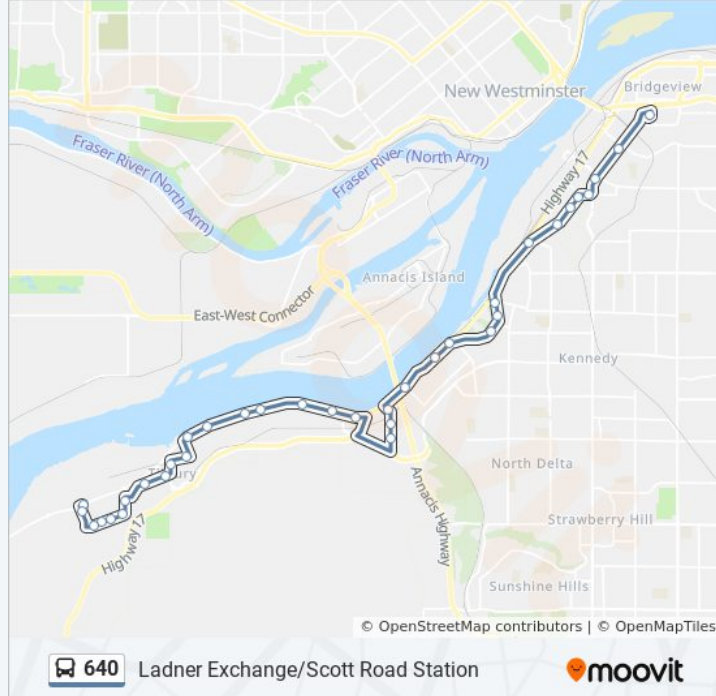 Bridgeview
New Westminster
Fraser River (North Arm)
Fraser River (North Arm)
Highway 17
Annacis Island
East-West Connector
Kennedy
North Delta
Tilbury
Annacis Highway
Strawberry Hill
Highway 17
Sunshine Hills
© OpenStreetMap contributors | © OpenMapTiles
640 Ladner Exchange/Scott Road Station
moovit